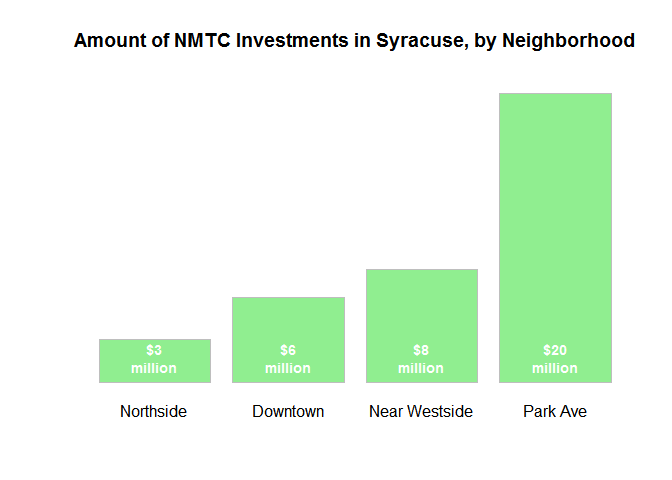 Amount of NMTC Investments in Syracuse, by Neighborhood
$3
million
$6
million
$8
million
$20
million
Northside
Downtown
Near Westside
Park Ave